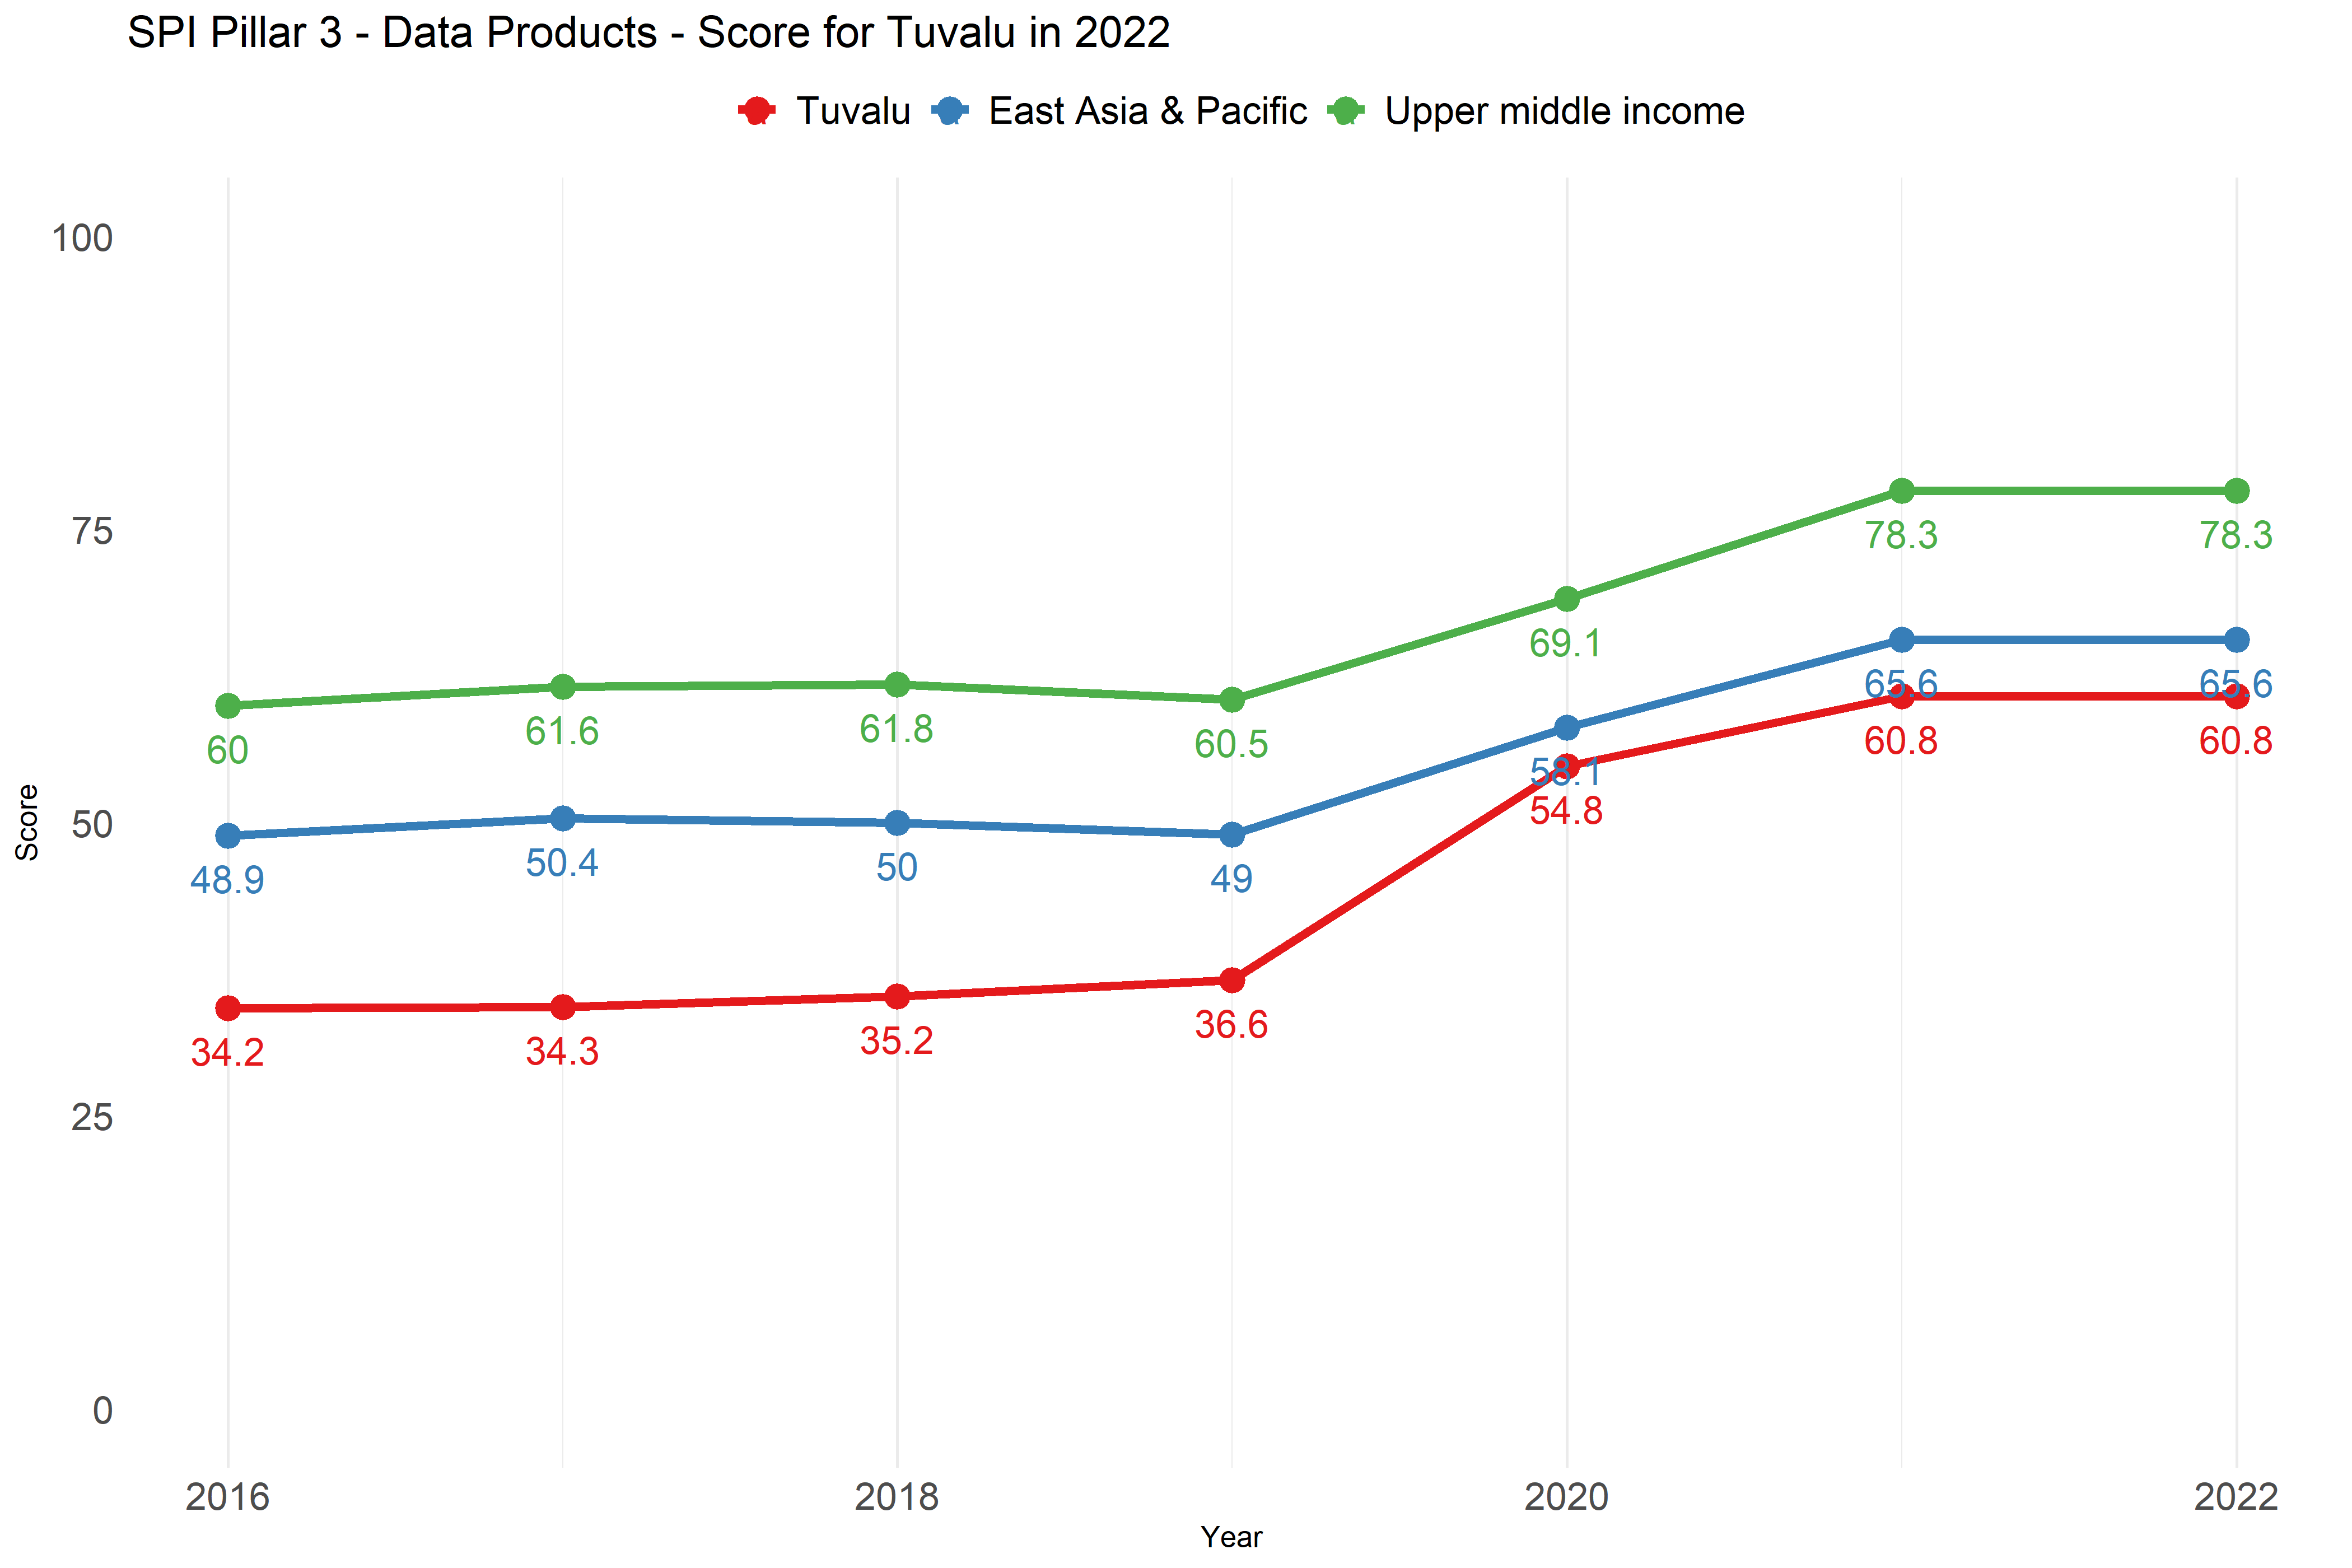 SPI Pillar 3 - Data Products - Score for Tuvalu in 2022
Tuvalu East Asia & Pacific Upper middle income
100
75
50
25
0
Score
60 61.6 61.8 60.5 69.1 78.3 78.3
48.9 50.4 50 49 58.1 65.6 65.6
34.2 34.3 35.2 36.6 54.8 60.8 60.8
2016 2018 2020 2022
Year